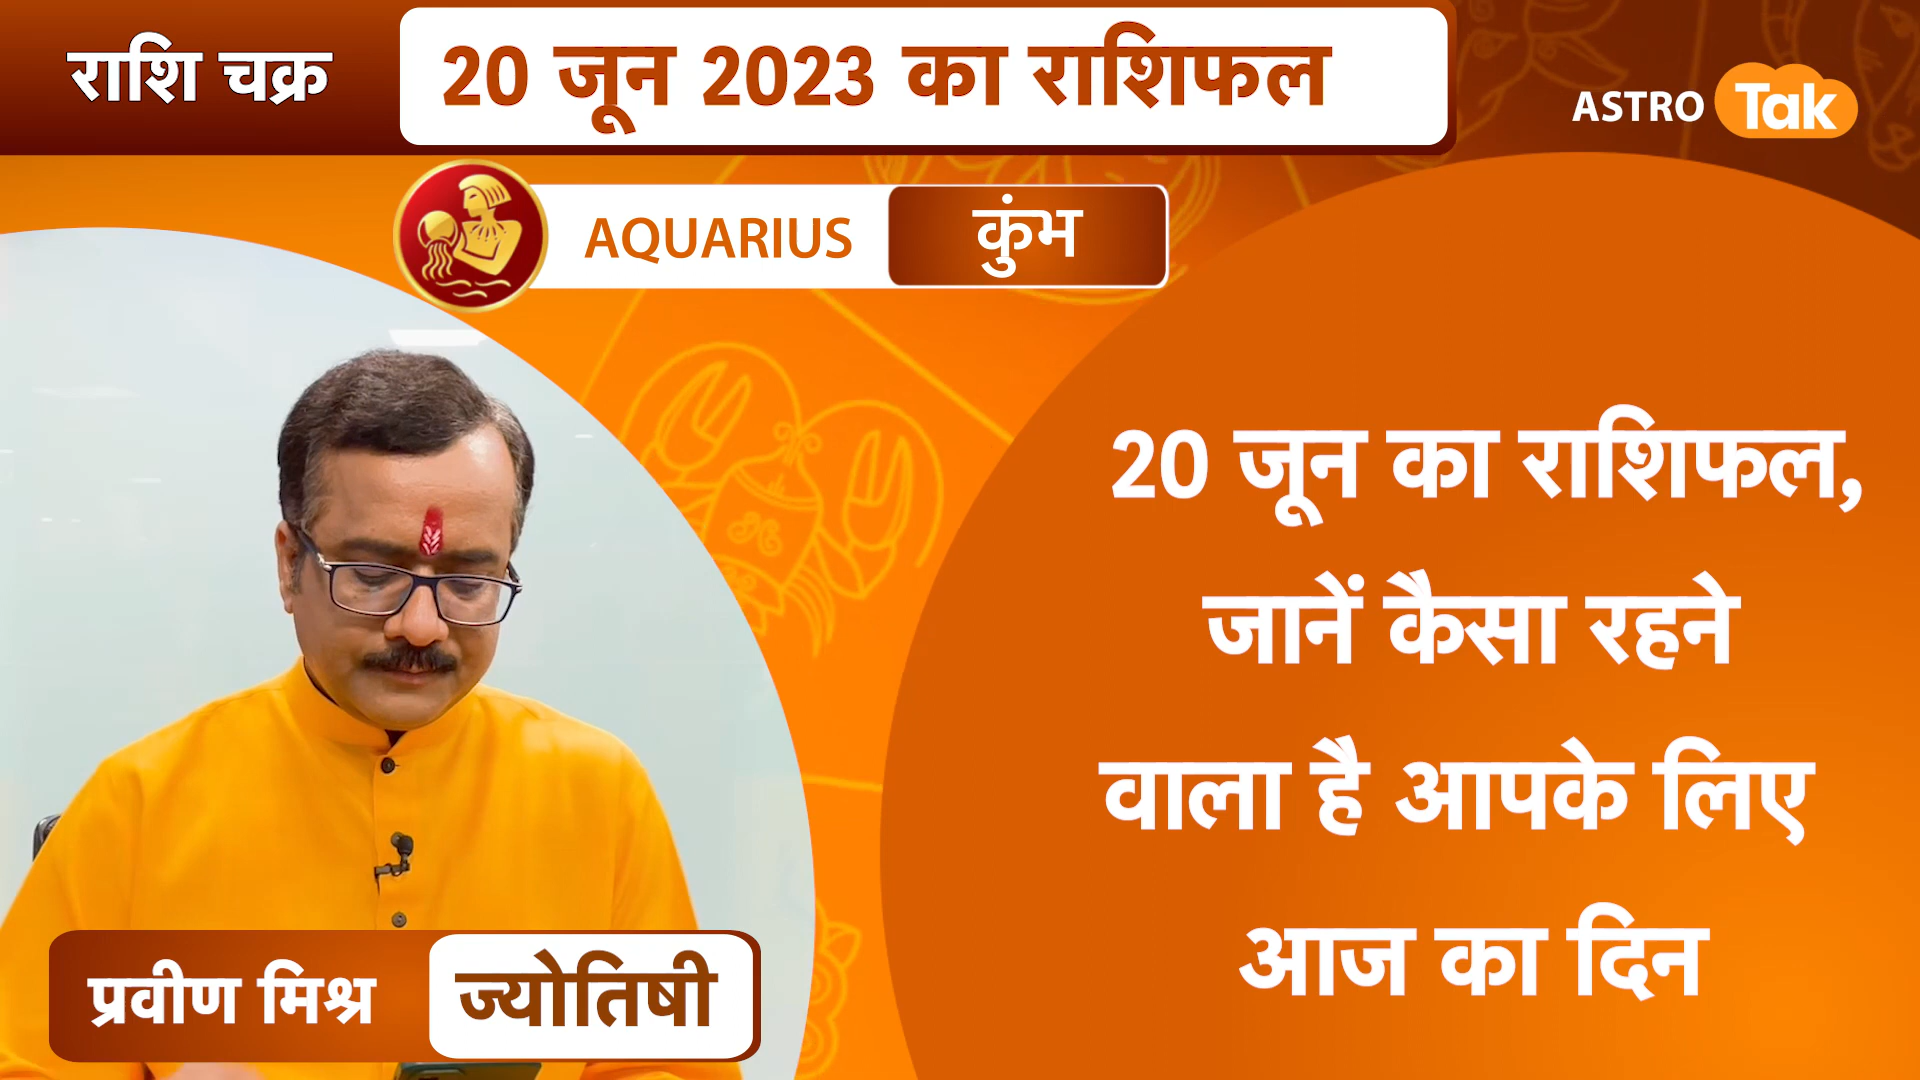 राशि चक्र
20 जून 2023 का राशिफल
ASTRO Tak
AQUARIUS
कुंभ
20 जून का राशिफल,
जानें कैसा रहने
वाला है आपके लिए
आज का दिन
प्रवीण मिश्र
ज्योतिषी